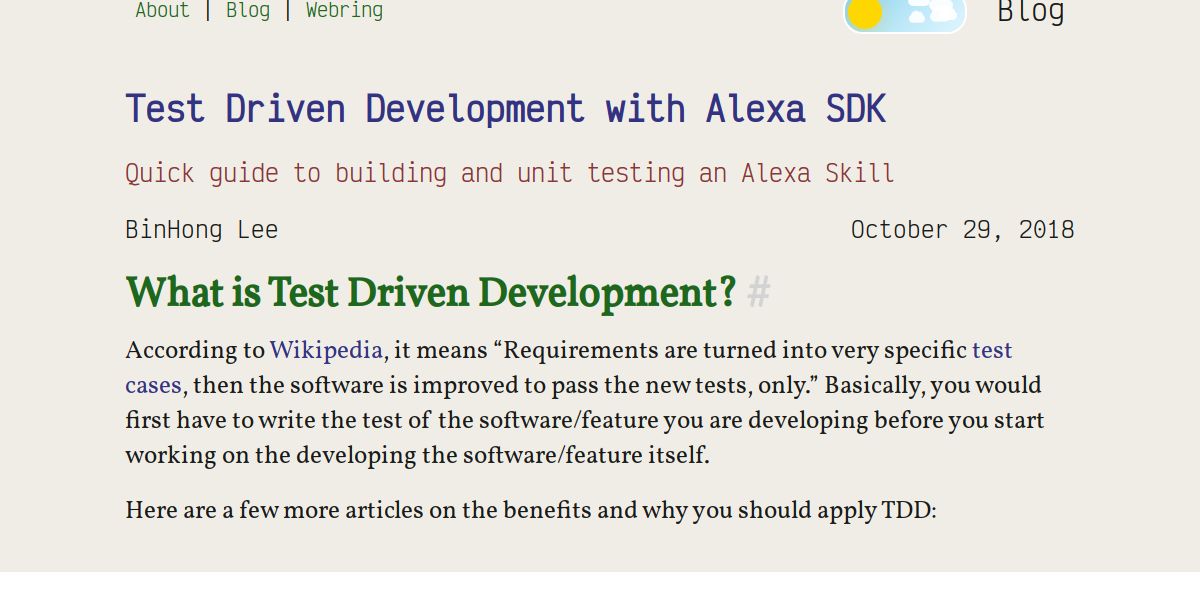 About | Blog | Webring
Blog
Test Driven Development with Alexa SDK
Quick guide to building and unit testing an Alexa Skill
BinHong Lee
October 29, 2018
What is Test Driven Development? #
According to Wikipedia, it means “Requirements are turned into very specific test
cases, then the software is improved to pass the new tests, only.” Basically, you would
first have to write the test of the software/feature you are developing before you start
working on the developing the software/feature itself.
Here are a few more articles on the benefits and why you should apply TDD: